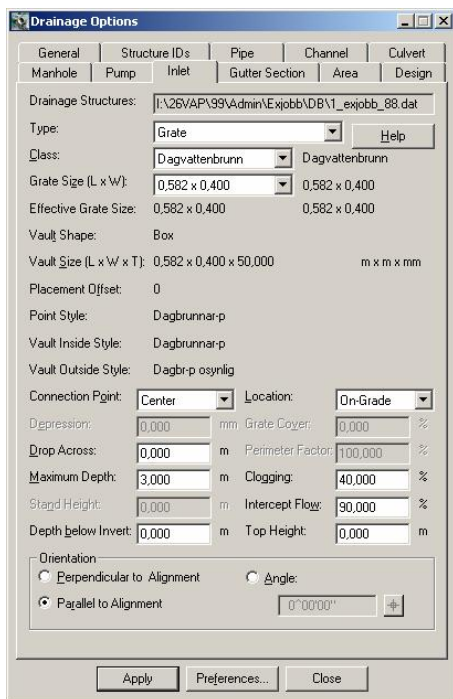 Drainage Options
General Structure IDs Pipe Channel Culvert
Manhole Pump Inlet Gutter Section Area Design
Drainage Structures: I:\26VAP\99\Admin\Exjobb\DB\1_exjobb_88.dat
Type: Grate Help
Class: Dagvattenbrunn Dagvattenbrunn
Grate Size (L x W): 0,582 x 0,400 0,582 x 0,400
Effective Grate Size: 0,582 x 0,400 0,582 x 0,400
Vault Shape: Box
Vault Size (L x W x T): 0,582 x 0,400 x 50,000 m x m x mm
Placement Offset: 0
Point Style: Dagbrunnar-p
Vault Inside Style: Dagbrunnar-p
Vault Outside Style: Dagbr-p osynlig
Connection Point: Center Location: On-Grade
Depression: 0,000 mm Grate Cover: 0,000 %
Drop Across: 0,000 m Perimeter Factor: 100,000 %
Maximum Depth: 3,000 m Clogging: 40,000 %
Stand Height: 0,000 m Intercept Flow: 90,000 %
Depth below Invert: 0,000 m Top Height: 0,000 m
Orientation
Perpendicular to Alignment Angle:
Parallel to Alignment 0^00'00"
Apply Preferences... Close